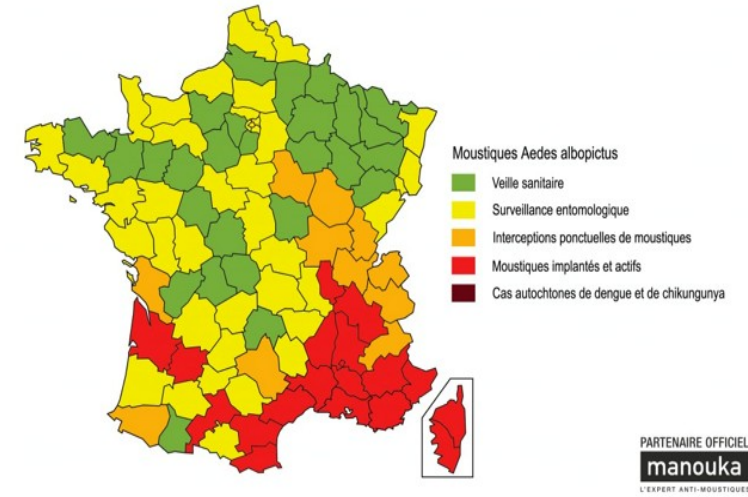 Moustiques Aedes albopictus
Veille sanitaire
Surveillance entomologique
Interceptions ponctuelles de moustiques
Moustiques implantés et actifs
Cas autochtones de dengue et de chikungunya
PARTENAIRE OFFICIEL
manouka
L'EXPERT ANTI-MOUSTIQUES